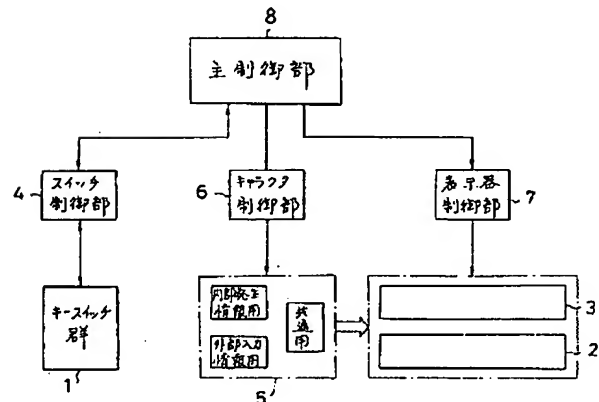 8
主制御部
4
スイッチ
制御部
6
キャラクタ
制御部
表示器
制御部
7
キースイッチ
群
1
内部発生
情報用
外部入力
情報用
共通用
5
3
2